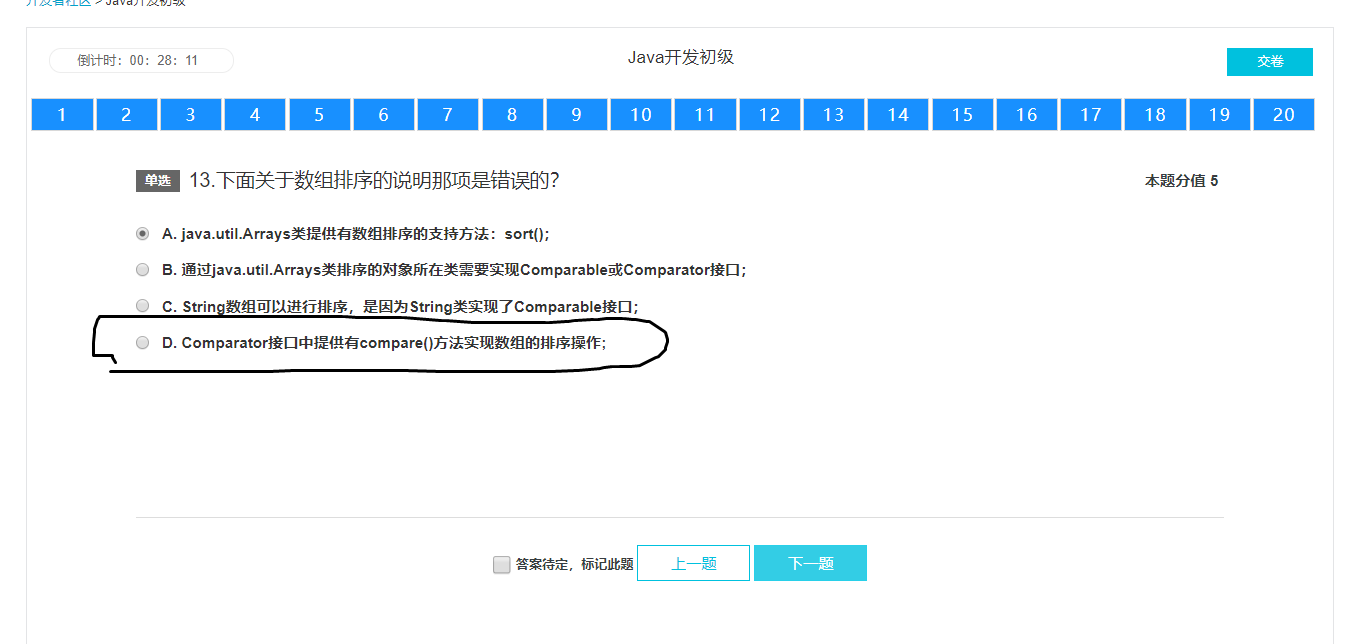 开发者社区 > Java开发初级
倒计时：00：28：11
Java开发初级
交卷
1 2 3 4 5 6 7 8 9 10 11 12 13 14 15 16 17 18 19 20
单选 13.下面关于数组排序的说明那项是错误的？ 本题分值 5
A. java.util.Arrays类提供有数组排序的支持方法：sort();
B. 通过java.util.Arrays类排序的对象所在类需要实现Comparable或Comparator接口；
C. String数组可以进行排序，是因为String类实现了Comparable接口；
D. Comparator接口中提供有compare()方法实现数组的排序操作；
答案待定，标记此题 上一题 下一题